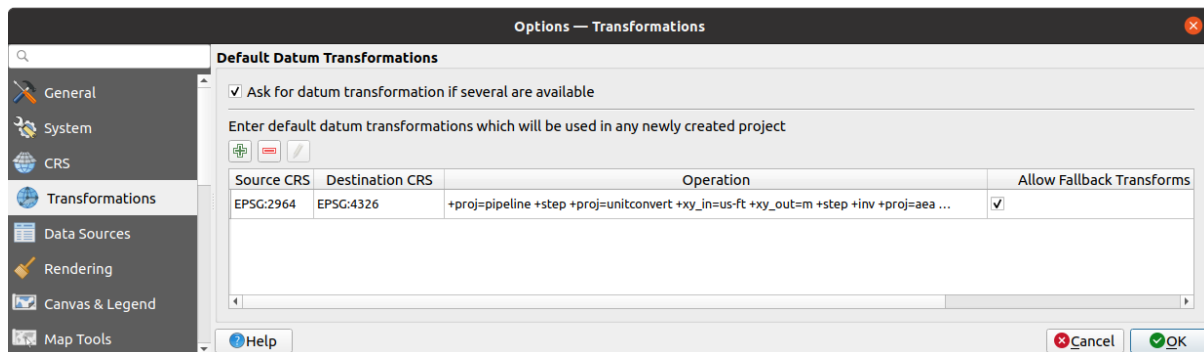 Options — Transformations
Default Datum Transformations
General
System
CRS
Transformations
Data Sources
Rendering
Canvas & Legend
Map Tools
Ask for datum transformation if several are available
Enter default datum transformations which will be used in any newly created project
Source CRS Destination CRS Operation Allow Fallback Transforms
EPSG:2964 EPSG:4326 +proj=pipeline +step +proj=unitconvert +xy_in=us-ft +xy_out=m +step +inv +proj=aea ...
Help Cancel OK